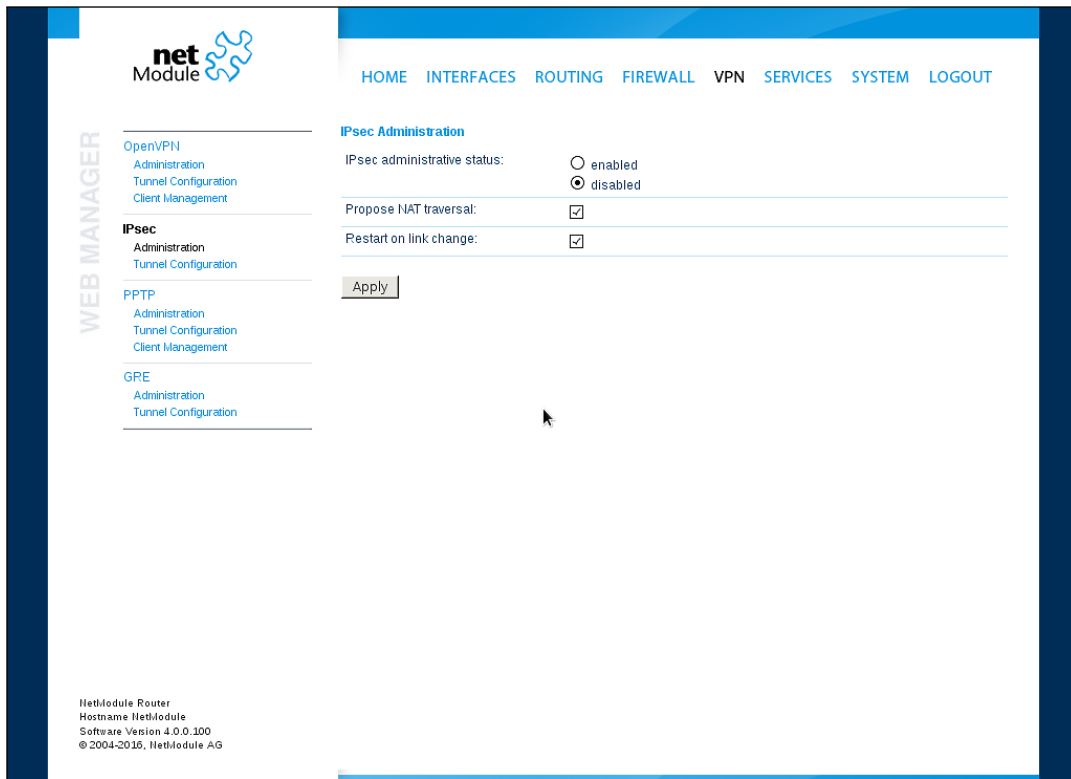 net
Module
HOME INTERFACES ROUTING FIREWALL VPN SERVICES SYSTEM LOGOUT
WEB MANAGER
OpenVPN
Administration
Tunnel Configuration
Client Management
IPsec
Administration
Tunnel Configuration
PPTP
Administration
Tunnel Configuration
Client Management
GRE
Administration
Tunnel Configuration
IPsec Administration
IPsec administrative status:
enabled
disabled
Propose NAT traversal:
Restart on link change:
Apply
NetModule Router
Hostname NetModule
Software Version 4.0.0.100
© 2004-2016, NetModule AG